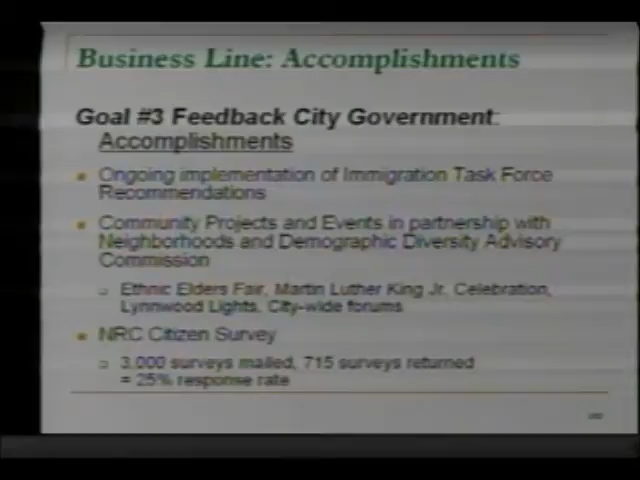 Business Line: Accomplishments
Goal #3 Feedback City Government:
Accomplishments
Ongoing implementation of Immigration Task Force
Recommendations
Community Projects and Events in partnership with
Neighborhoods and Demographic Diversity Advisory
Commission
Ethnic Elders Fair, Martin Luther King Jr. Celebration,
Lynnwood Lights, City-wide forums
NRC Citizen Survey
3,000 surveys mailed, 715 surveys returned
= 25% response rate